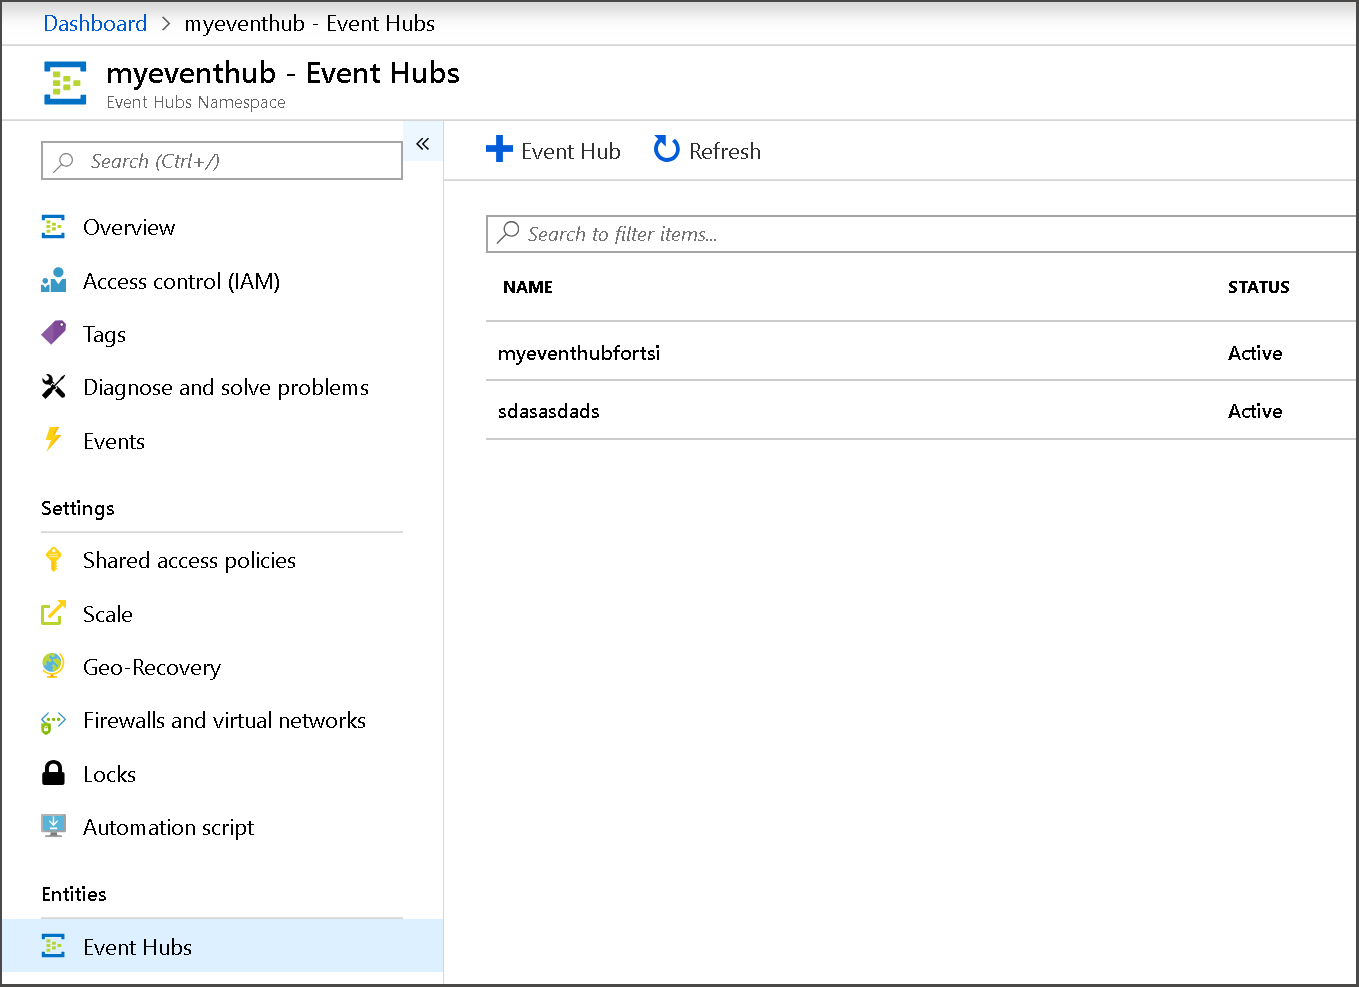 Dashboard > myeventhub - Event Hubs
myeventhub - Event Hubs
Event Hubs Namespace
Search (Ctrl+/)
«
Overview
Access control (IAM)
Tags
Diagnose and solve problems
Events
Settings
Shared access policies
Scale
Geo-Recovery
Firewalls and virtual networks
Locks
Automation script
Entities
Event Hubs
Event Hub Refresh
Search to filter items...
NAME STATUS
myeventhubfortsi Active
sdasasdads Active